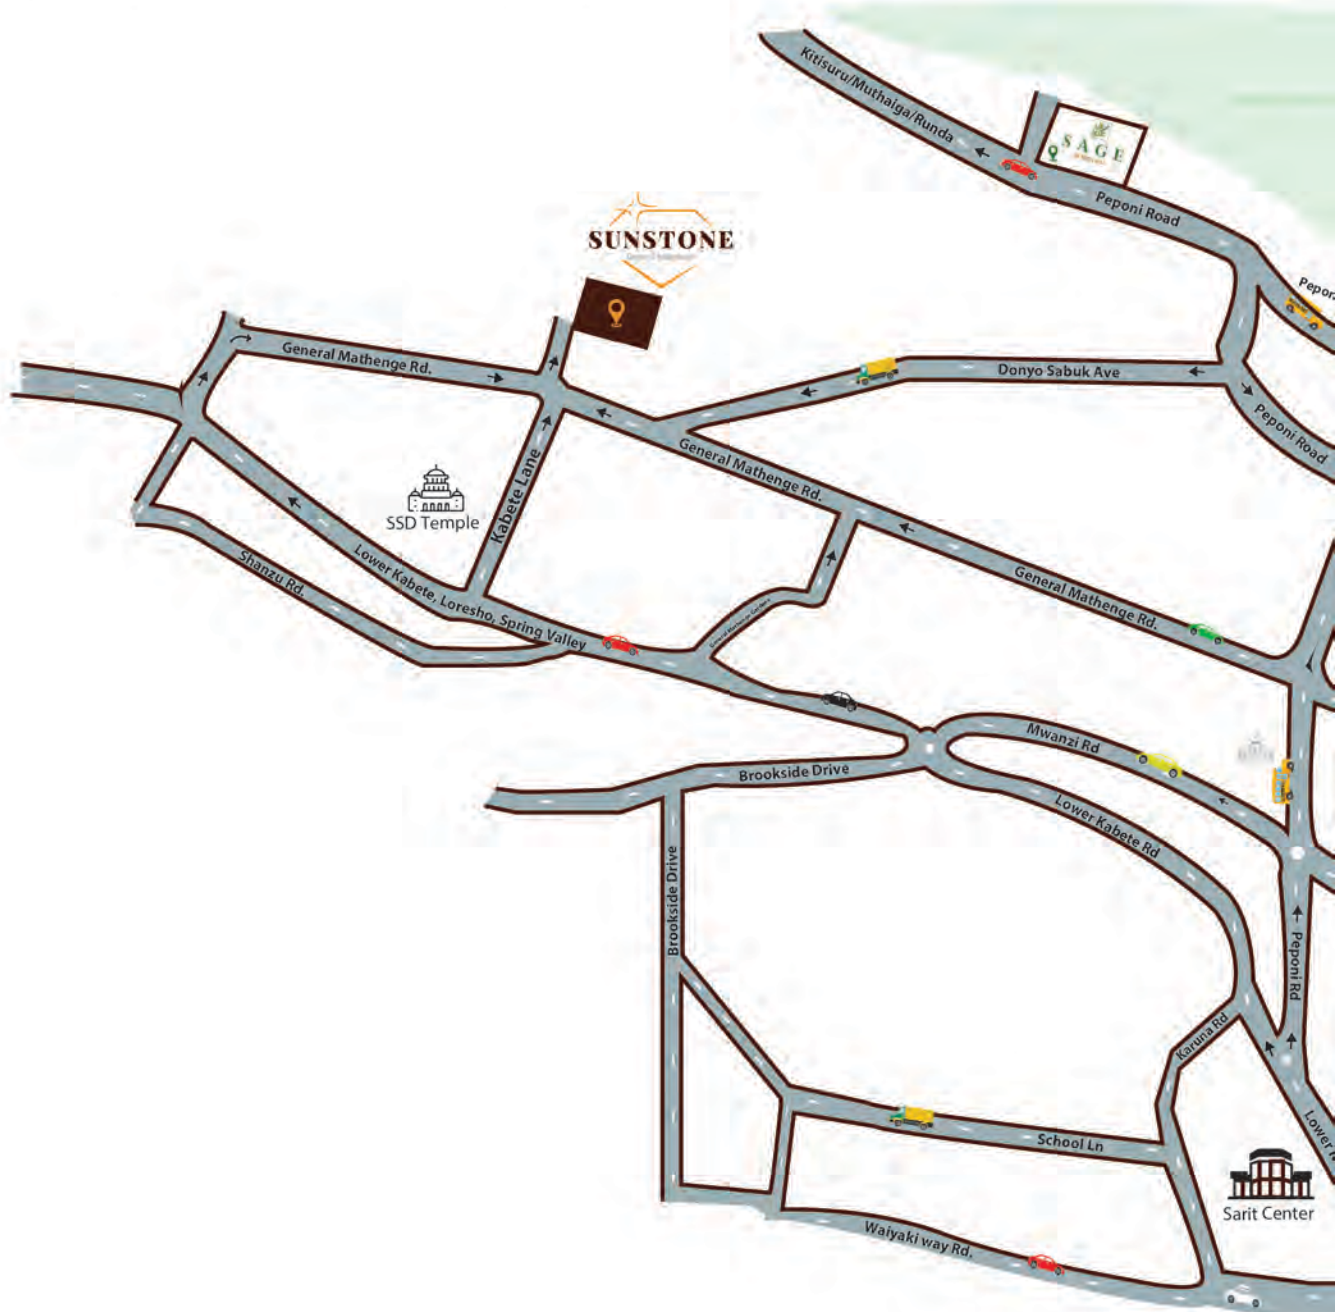 Kitisuru/Muthaiga/Runda
SAGE
Peponi Road
SUNSTONE
General Mathenge Rd.
Donyo Sabuk Ave
Peponi Road
General Mathenge Rd.
SSD Temple
Kabete Lane
Shanzu Rd.
Lower Kabete, Loresho, Spring Valley
General Mathenge Rd.
Mwanzi Rd
Brookside Drive
Lower Kabete Rd
Brookside Drive
Peponi Rd
Karuna Rd
School Ln
Lower
Sarit Center
Waiyaki way Rd.